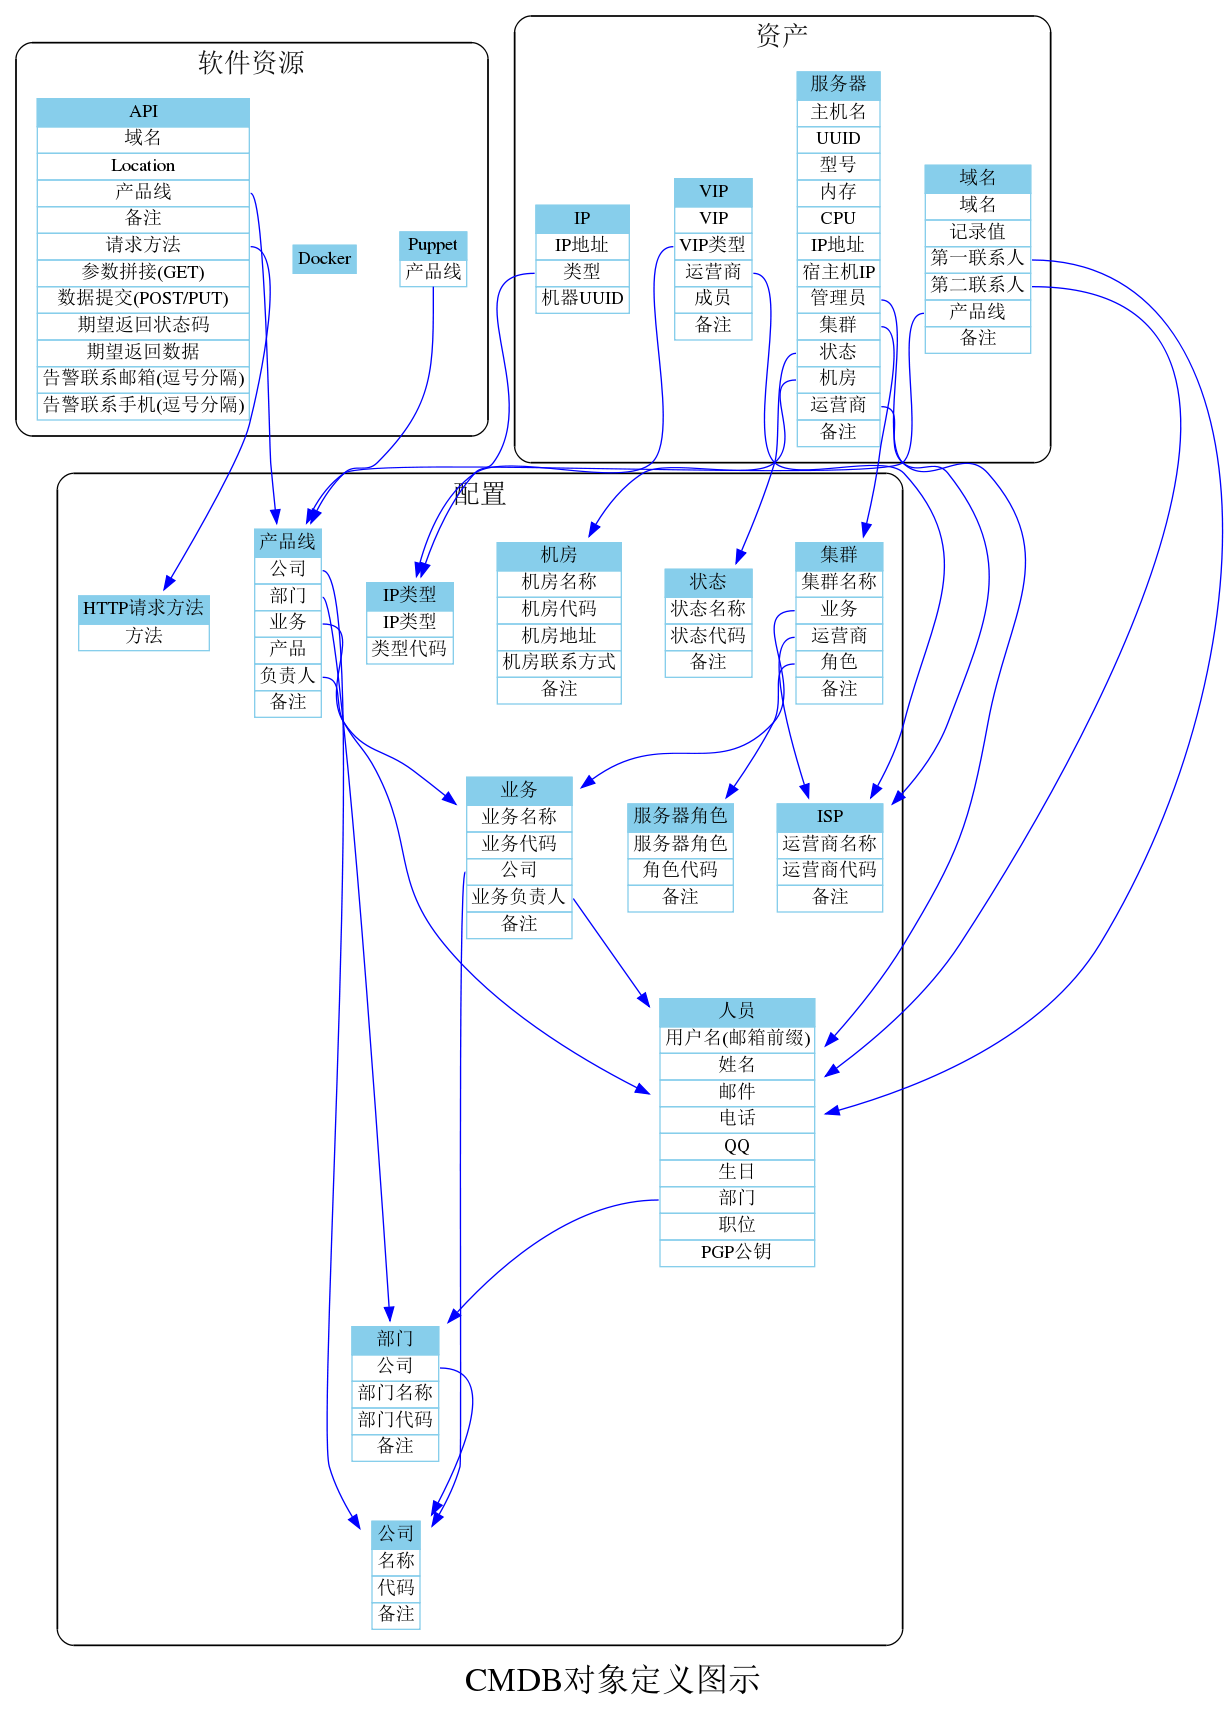 软件资源
API
域名
Location
产品线
备注
请求方法
参数拼接(GET)
数据提交(POST/PUT)
期望返回状态码
期望返回数据
告警联系邮箱(逗号分隔)
告警联系手机(逗号分隔)
Docker
Puppet
产品线
资产
IP
IP地址
类型
机器UUID
VIP
VIP
VIP类型
运营商
成员
备注
服务器
主机名
UUID
型号
内存
CPU
IP地址
宿主机IP
管理员
集群
状态
机房
运营商
备注
域名
域名
记录值
第一联系人
第二联系人
产品线
备注
配置
HTTP请求方法
方法
产品线
公司
部门
业务
产品
负责人
备注
IP类型
IP类型
类型代码
机房
机房名称
机房代码
机房地址
机房联系方式
备注
状态
状态名称
状态代码
备注
集群
集群名称
业务
运营商
角色
备注
业务
业务名称
业务代码
公司
业务负责人
备注
服务器角色
服务器角色
角色代码
备注
ISP
运营商名称
运营商代码
备注
人员
用户名(邮箱前缀)
姓名
邮件
电话
QQ
生日
部门
职位
PGP公钥
部门
公司
部门名称
部门代码
备注
公司
名称
代码
备注
CMDB对象定义图示